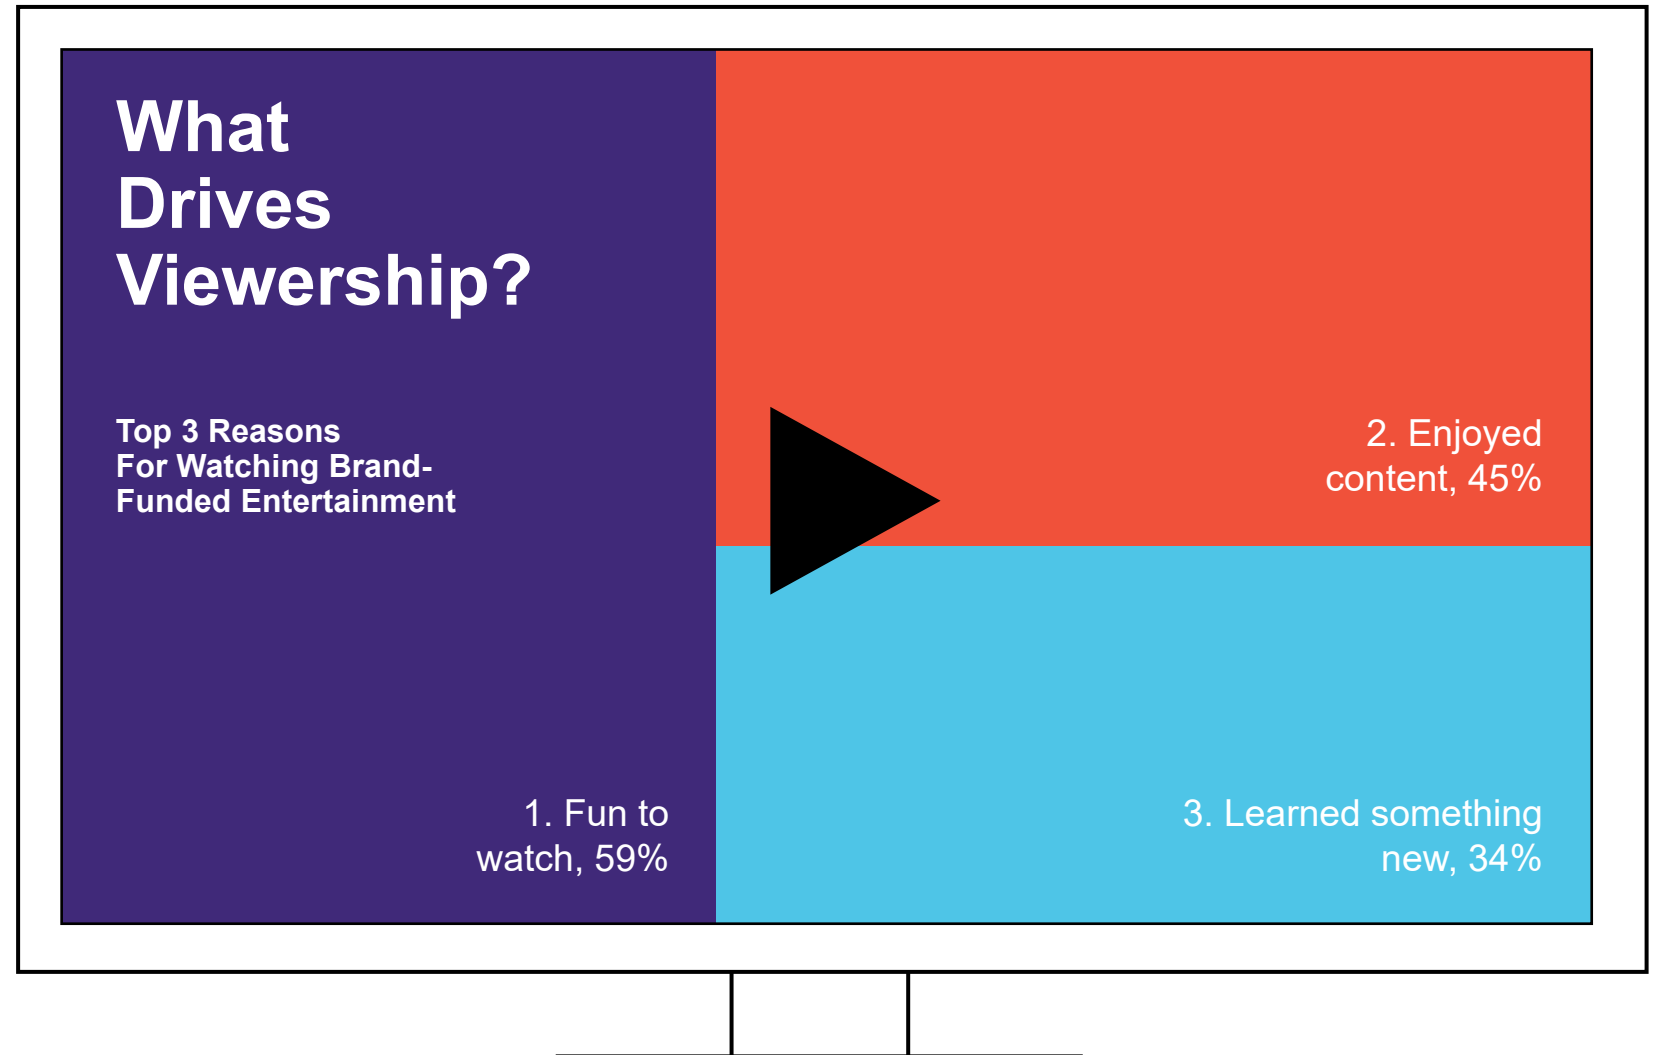 What
Drives
Viewership?
Top 3 Reasons
For Watching Brand-
Funded Entertainment
1. Fun to
watch, 59%
2. Enjoyed
content, 45%
3. Learned something
new, 34%